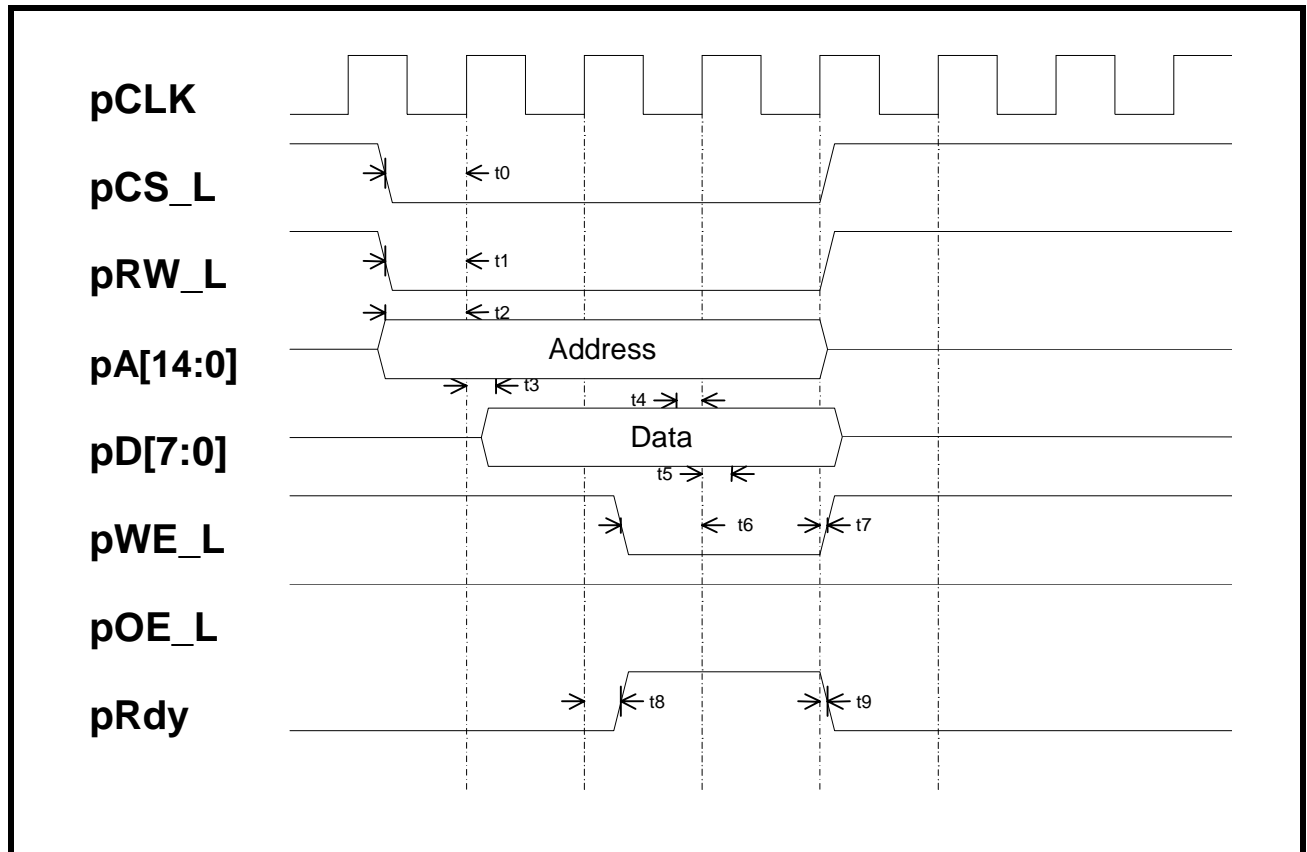 pCLK
pCS_L
t0
pRW_L
t1
t2
pA[14:0]
Address
t3
t4
pD[7:0]
Data
t5
pWE_L
t6
t7
pOE_L
pRdy
t8
t9